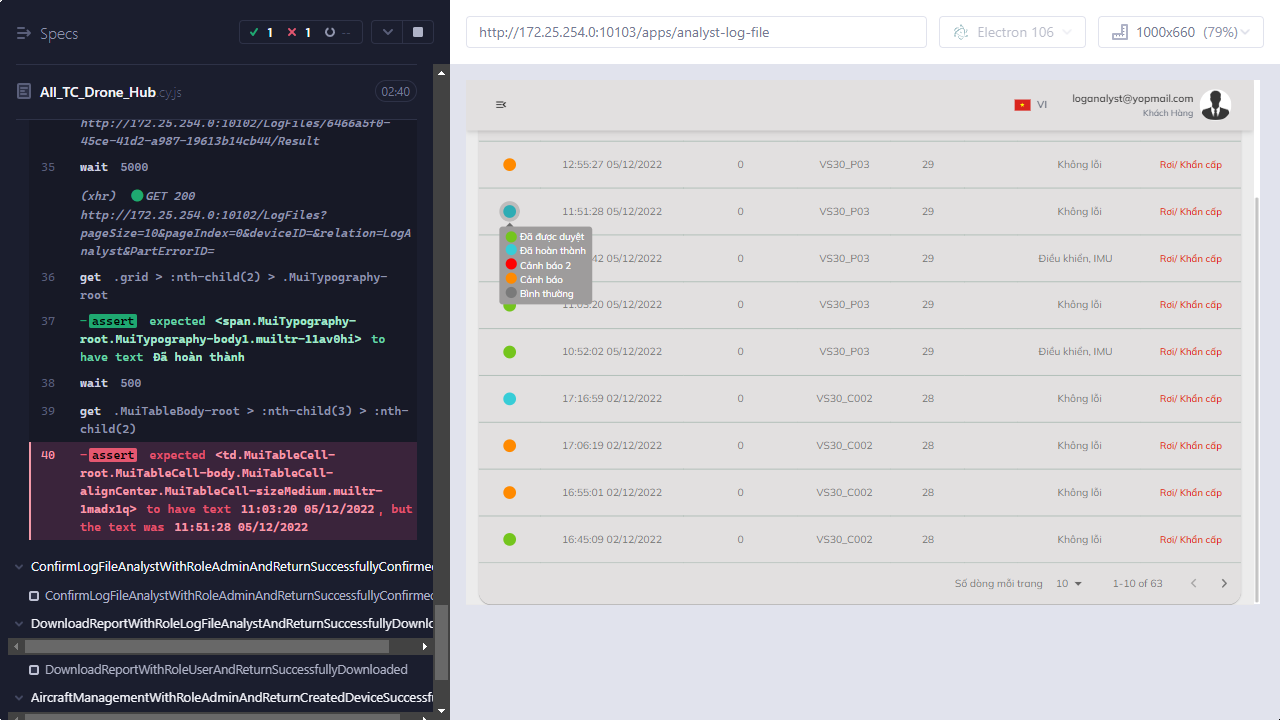 Specs
1
1
--
http://172.25.254.0:10103/apps/analyst-log-file
Electron 106
1000x660 (79%)
All_TC_Drone_Hub.cy.js
02:40
http://172.25.254.0:10102/LogFiles/6466a5f0-
45ce-41d2-a987-19613b14cb44/Result
35 wait 5000
(xhr) GET 200
http://172.25.254.0:10102/LogFiles?
pageSize=10&pageIndex=0&deviceID=&relation=LogA
nalyst&PartErrorID=
36 get .grid > :nth-child(2) > .MuiTypography-
root
37 -assert expected <span.MuiTypography-
root.MuiTypography-body1.muiltr-11av0hi> to
have text Đã hoàn thành
38 wait 500
39 get .MuiTableBody-root > :nth-child(3) > :nth-
child(2)
40 -assert expected <td.MuiTableCell-
root.MuiTableCell-body.MuiTableCell-
alignCenter.MuiTableCell-sizeMedium.muiltr-
1madx1q> to have text 11:03:20 05/12/2022, but
the text was 11:51:28 05/12/2022
ConfirmLogFileAnalystWithRoleAdminAndReturnSuccessfullyConfirmed
ConfirmLogFileAnalystWithRoleAdminAndReturnSuccessfullyConfirmed
DownloadReportWithRoleLogFileAnalystAndReturnSuccessfullyDownlo
DownloadReportWithRoleUserAndReturnSuccessfullyDownloaded
AircraftManagementWithRoleAdminAndReturnCreatedDeviceSuccessf
VI
loganalyst@yopmail.com
Khách Hàng
12:55:27 05/12/2022 0 VS30_P03 29 Không lỗi Rơi/ Khẩn cấp
11:51:28 05/12/2022 0 VS30_P03 29 Không lỗi Rơi/ Khẩn cấp
Đã được duyệt
Đã hoàn thành
Cảnh báo 2
Cảnh báo
Bình thường
:42 05/12/2022 0 VS30_P03 29 Điều khiển, IMU Rơi/ Khẩn cấp
11:03:20 05/12/2022 0 VS30_P03 29 Không lỗi Rơi/ Khẩn cấp
10:52:02 05/12/2022 0 VS30_P03 29 Điều khiển, IMU Rơi/ Khẩn cấp
17:16:59 02/12/2022 0 VS30_C002 28 Không lỗi Rơi/ Khẩn cấp
17:06:19 02/12/2022 0 VS30_C002 28 Không lỗi Rơi/ Khẩn cấp
16:55:01 02/12/2022 0 VS30_C002 28 Không lỗi Rơi/ Khẩn cấp
16:45:09 02/12/2022 0 VS30_C002 28 Không lỗi Rơi/ Khẩn cấp
Số dòng mỗi trang 10 1-10 of 63